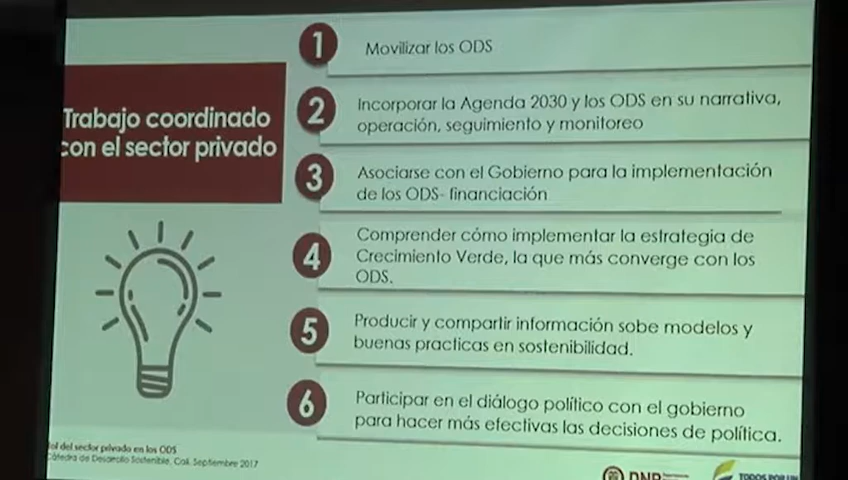 Trabajo coordinado
con el sector privado
1 Movilizar los ODS
2 Incorporar la Agenda 2030 y los ODS en su narrativa,
operación, seguimiento y monitoreo
3 Asociarse con el Gobierno para la implementación
de los ODS- financiación
4 Comprender cómo implementar la estrategia de
Crecimiento Verde, la que más converge con los
ODS.
5 Producir y compartir información sobe modelos y
buenas practicas en sostenibilidad.
6 Participar en el diálogo político con el gobierno
para hacer más efectivas las decisiones de política.
del sector privado en los ODS
Cátedra de Desarrollo Sostenible, Cali, Septiembre 2017
DNP
TODOS POR UN